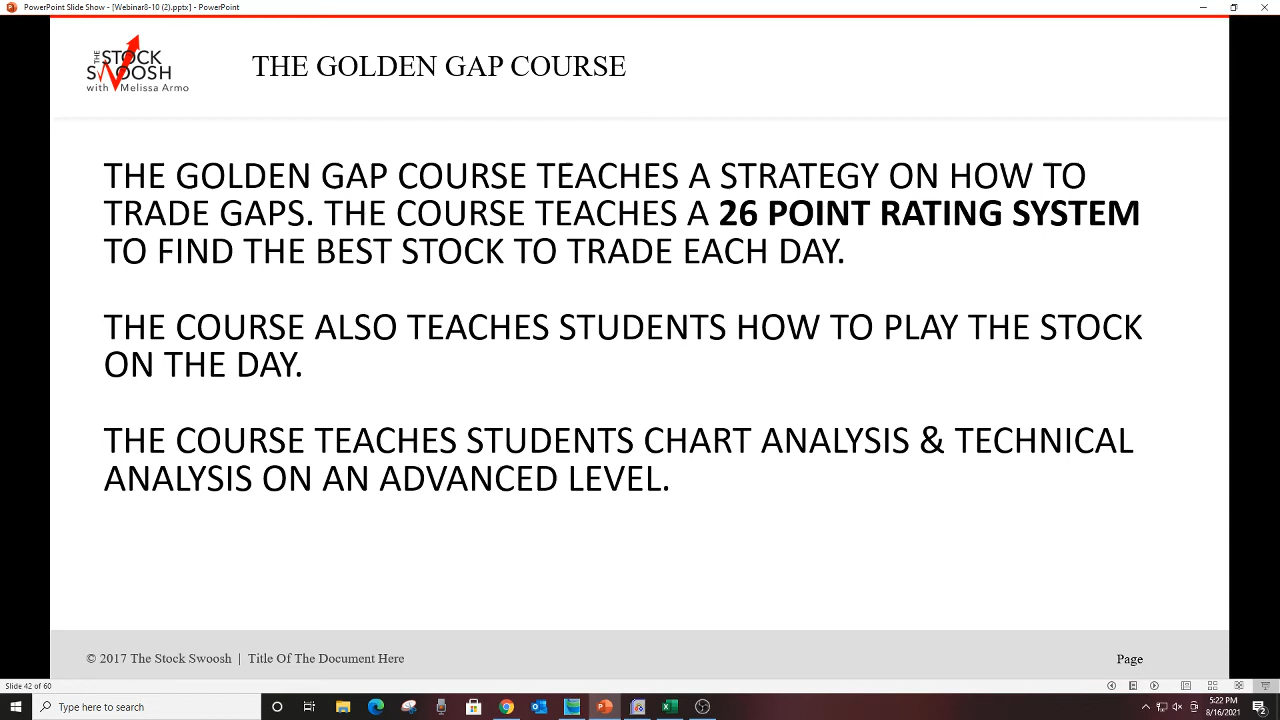 PowerPoint Slide Show - [Webinar8-10 (2).pptx] - PowerPoint
THE
STOCK
SWOOSH
with Melissa Armo
THE GOLDEN GAP COURSE
THE GOLDEN GAP COURSE TEACHES A STRATEGY ON HOW TO
TRADE GAPS. THE COURSE TEACHES A 26 POINT RATING SYSTEM
TO FIND THE BEST STOCK TO TRADE EACH DAY.
THE COURSE ALSO TEACHES STUDENTS HOW TO PLAY THE STOCK
ON THE DAY.
THE COURSE TEACHES STUDENTS CHART ANALYSIS & TECHNICAL
ANALYSIS ON AN ADVANCED LEVEL.
© 2017 The Stock Swoosh | Title Of The Document Here
Page
Slide 42 of 60
Type here to search
5:22 PM
8/16/2021
2